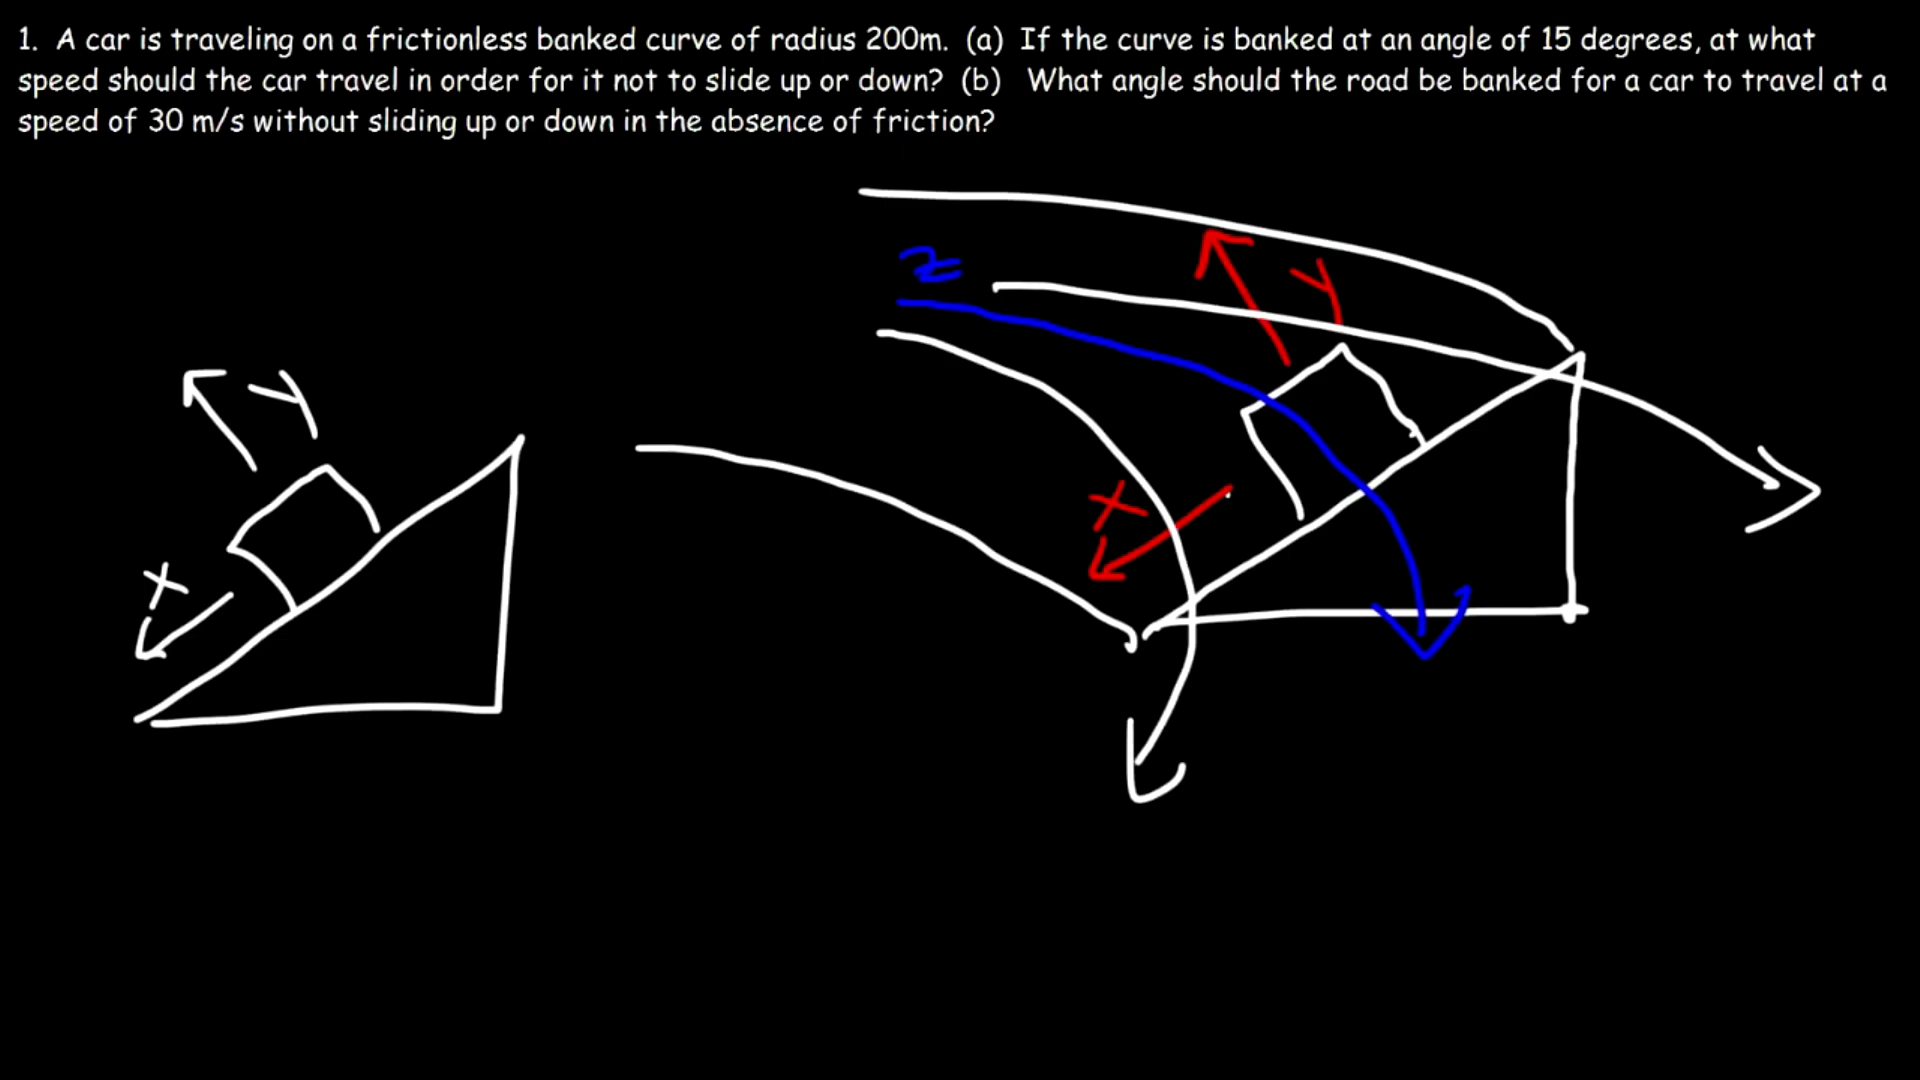 1. A car is traveling on a frictionless banked curve of radius 200m. (a) If the curve is banked at an angle of 15 degrees, at what
speed should the car travel in order for it not to slide up or down? (b) What angle should the road be banked for a car to travel at a
speed of 30 m/s without sliding up or down in the absence of friction?
z
y
y
x
x